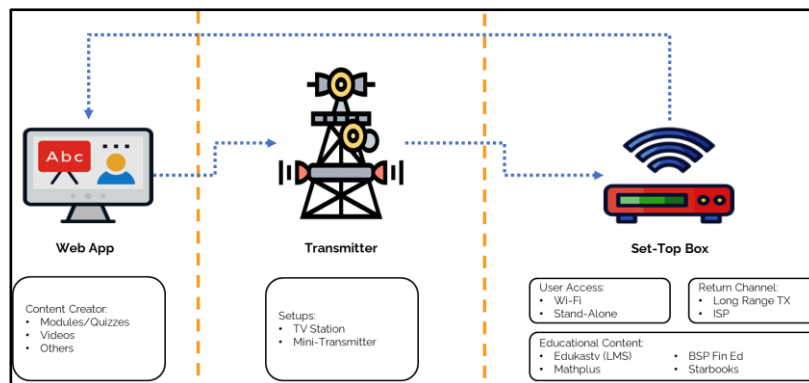 Abc
Web App
Transmitter
Set-Top Box
Content Creator:
• Modules/Quizzes
• Videos
• Others
Setups:
• TV Station
• Mini-Transmitter
User Access:
• Wi-Fi
• Stand-Alone
Return Channel:
• Long Range TX
• ISP
Educational Content:
• Edukastv (LMS)
• Mathplus
• BSP Fin Ed
• Starbooks